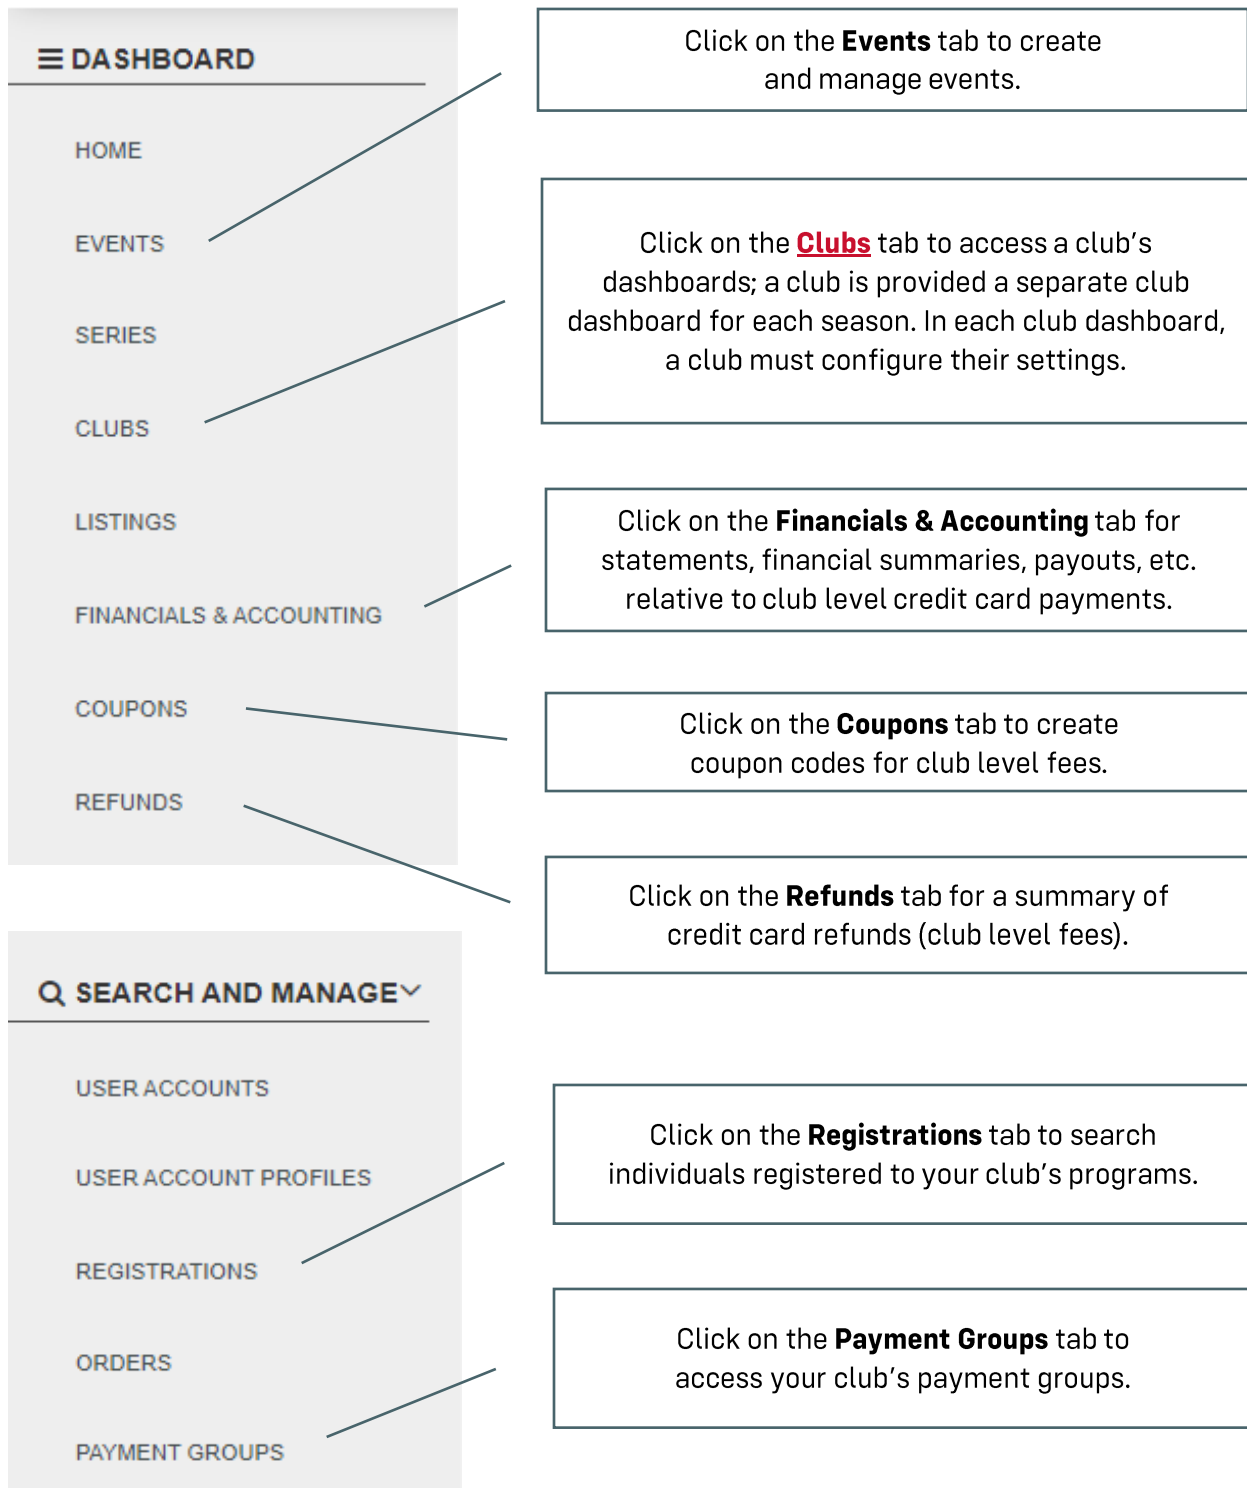 DASHBOARD
HOME
EVENTS
SERIES
CLUBS
LISTINGS
FINANCIALS & ACCOUNTING
COUPONS
REFUNDS
Click on the Events tab to create
and manage events.
Click on the Clubs tab to access a club's
dashboards; a club is provided a separate club
dashboard for each season. In each club dashboard,
a club must configure their settings.
Click on the Financials & Accounting tab for
statements, financial summaries, payouts, etc.
relative to club level credit card payments.
Click on the Coupons tab to create
coupon codes for club level fees.
Click on the Refunds tab for a summary of
credit card refunds (club level fees).
SEARCH AND MANAGE
USER ACCOUNTS
USER ACCOUNT PROFILES
REGISTRATIONS
ORDERS
PAYMENT GROUPS
Click on the Registrations tab to search
individuals registered to your club's programs.
Click on the Payment Groups tab to
access your club's payment groups.